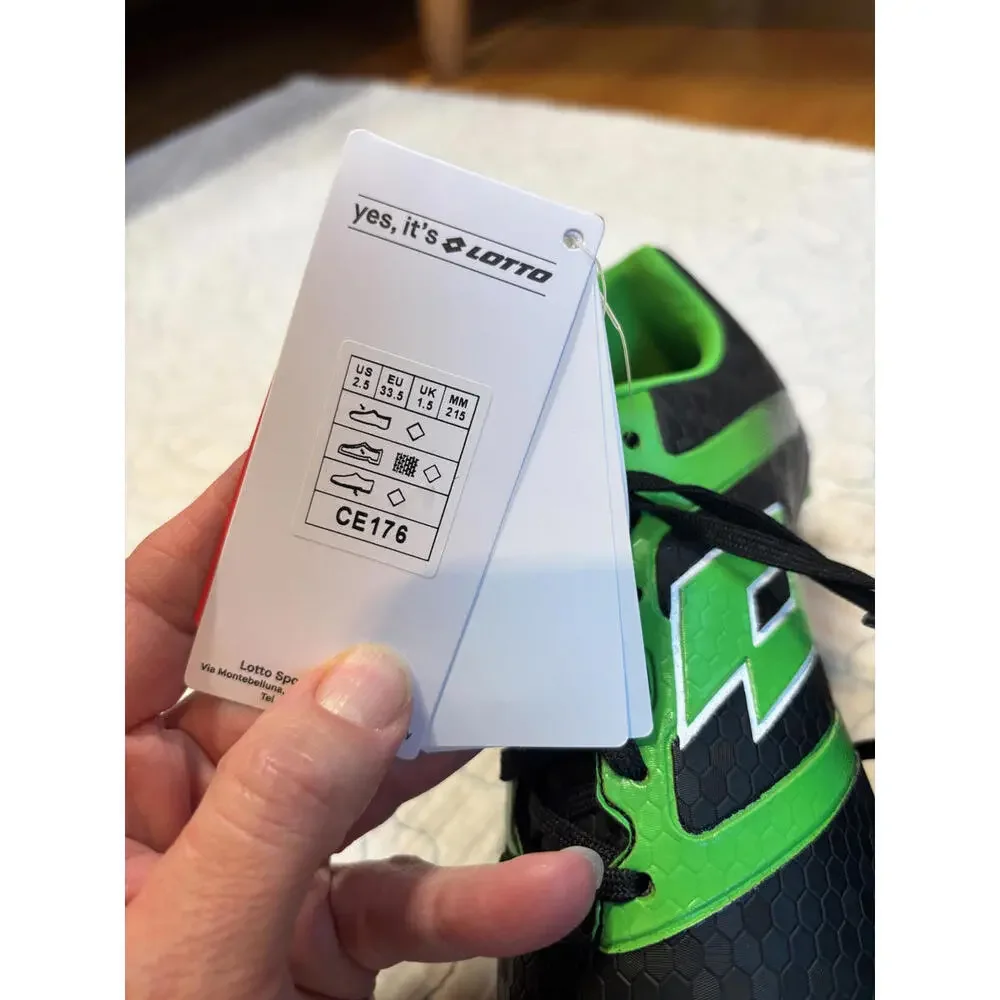 yes, it's LOTTO
US EU UK MM
2.5 33.5 1.5 215
CE176
Lotto
Via Montebelluna,
Tel